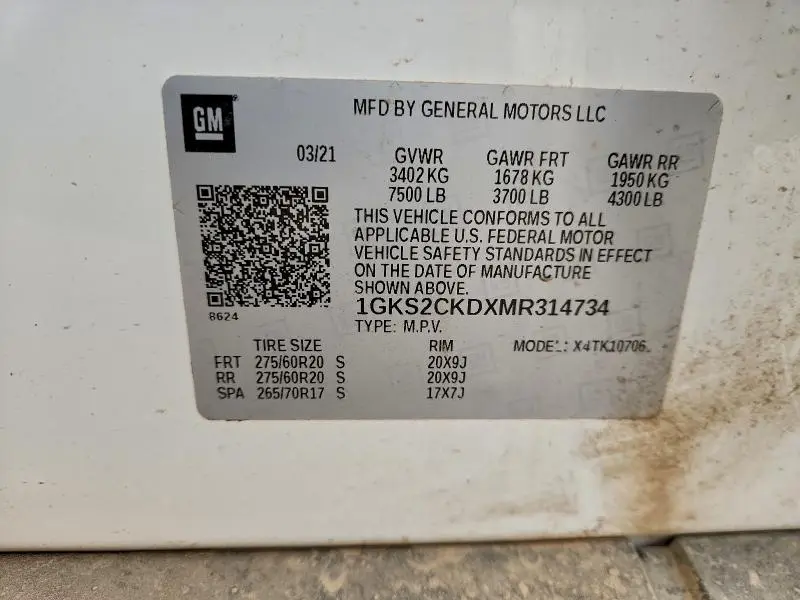 GM
MFD BY GENERAL MOTORS LLC
03/21 GVWR GAWR FRT GAWR RR
3402 KG 1678 KG 1950 KG
7500 LB 3700 LB 4300 LB
THIS VEHICLE CONFORMS TO ALL
APPLICABLE U.S. FEDERAL MOTOR
VEHICLE SAFETY STANDARDS IN EFFECT
ON THE DATE OF MANUFACTURE
SHOWN ABOVE.
8624
1GKS2CKDXMR314734
TYPE: M.P.V.
TIRE SIZE RIM MODEL:
FRT 275/60R20 S 20X9J
RR 275/60R20 S 20X9J
SPA 265/70R17 S 17X7J